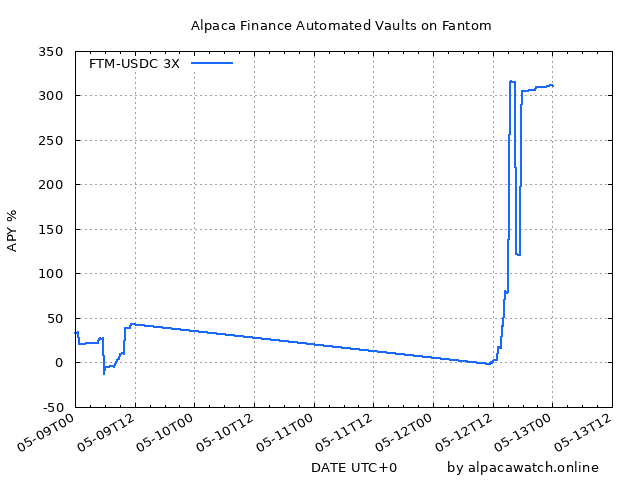 Alpaca Finance Automated Vaults on Fantom
FTM-USDC 3X
APY %
350
300
250
200
150
100
50
0
-50
05-09T00
05-09T12
05-10T00
05-10T12
05-11T00
05-11T12
05-12T00
05-12T12
05-13T00
05-13T12
DATE UTC+0
by alpacawatch.online